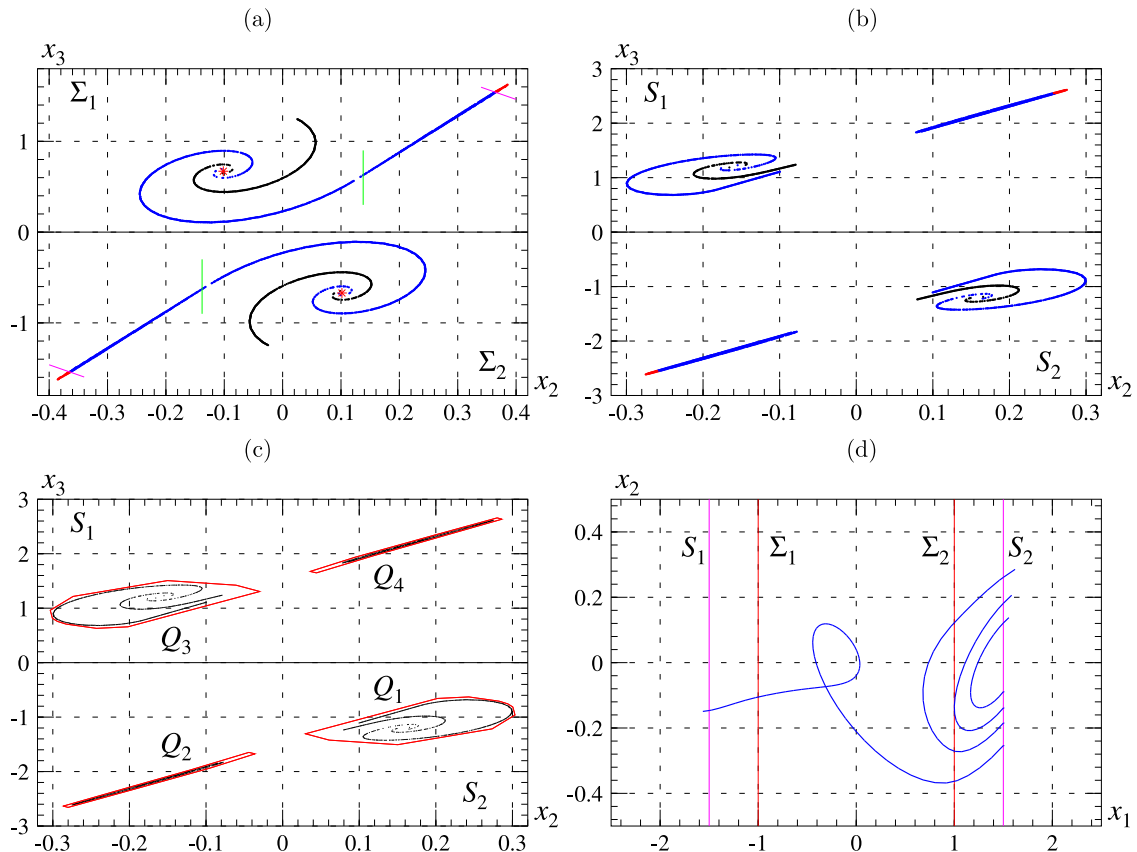 (a)
x3
Σ1
1
0
-1
Σ2
x2
-0.4 -0.3 -0.2 -0.1 0 0.1 0.2 0.3 0.4
(b)
x3
3
S1
2
1
0
-1
-2
S2
-3
x2
-0.3 -0.2 -0.1 0 0.1 0.2 0.3
(c)
x3
3
S1
2
Q4
1
Q3
0
Q1
-1
Q2
-2
S2
-3
x2
-0.3 -0.2 -0.1 0 0.1 0.2 0.3
(d)
x2
0.4
S1 Σ1 Σ2 S2
0.2
0
-0.2
-0.4
-2 -1 0 1 2
x1